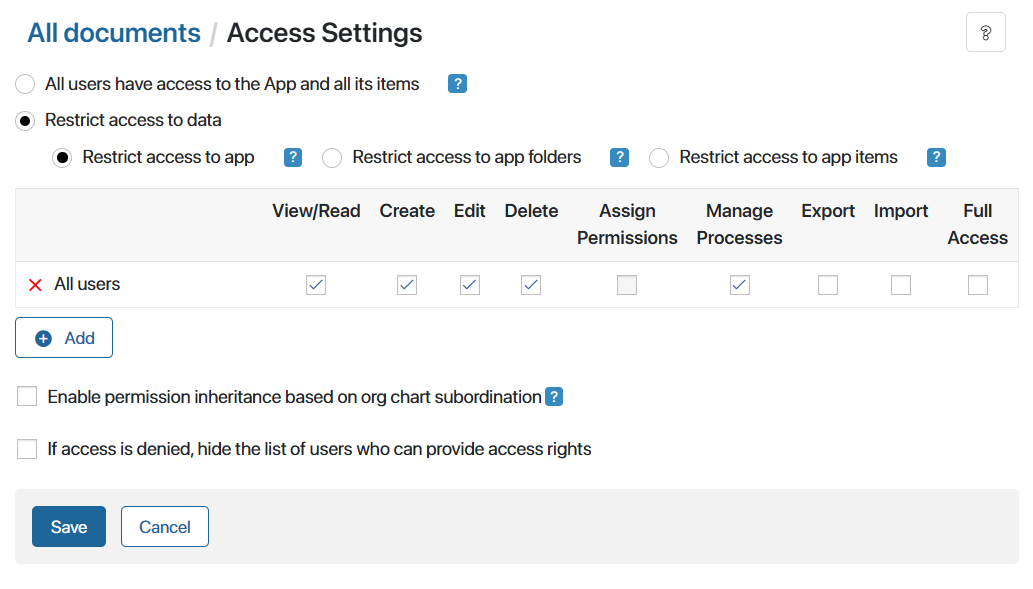 All documents / Access Settings
?
All users have access to the App and all its items ?
Restrict access to data
Restrict access to app ? Restrict access to app folders ? Restrict access to app items ?
View/Read Create Edit Delete Assign Permissions Manage Processes Export Import Full Access
All users
Add
Enable permission inheritance based on org chart subordination ?
If access is denied, hide the list of users who can provide access rights
Save Cancel